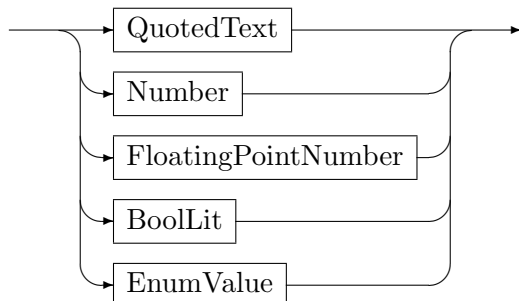 QuotedText
Number
FloatingPointNumber
BoolLit
EnumValue